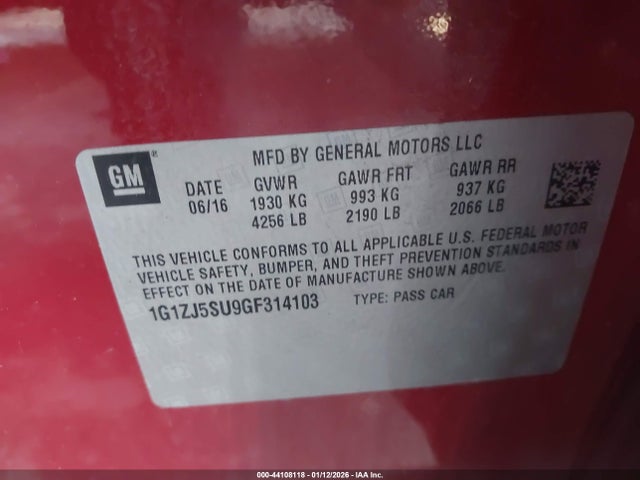 GM
®
MFD BY GENERAL MOTORS LLC
DATE GVWR GAWR FRT GAWR RR
06/16 1930 KG 993 KG 937 KG
4256 LB 2190 LB 2066 LB
THIS VEHICLE CONFORMS TO ALL APPLICABLE U.S. FEDERAL MOTOR
VEHICLE SAFETY, BUMPER, AND THEFT PREVENTION STANDARDS IN
EFFECT ON THE DATE OF MANUFACTURE SHOWN ABOVE.
1G1ZJ5SU9GF314103 TYPE: PASS CAR
000-44108118 - 01/12/2026 - IAA Inc.